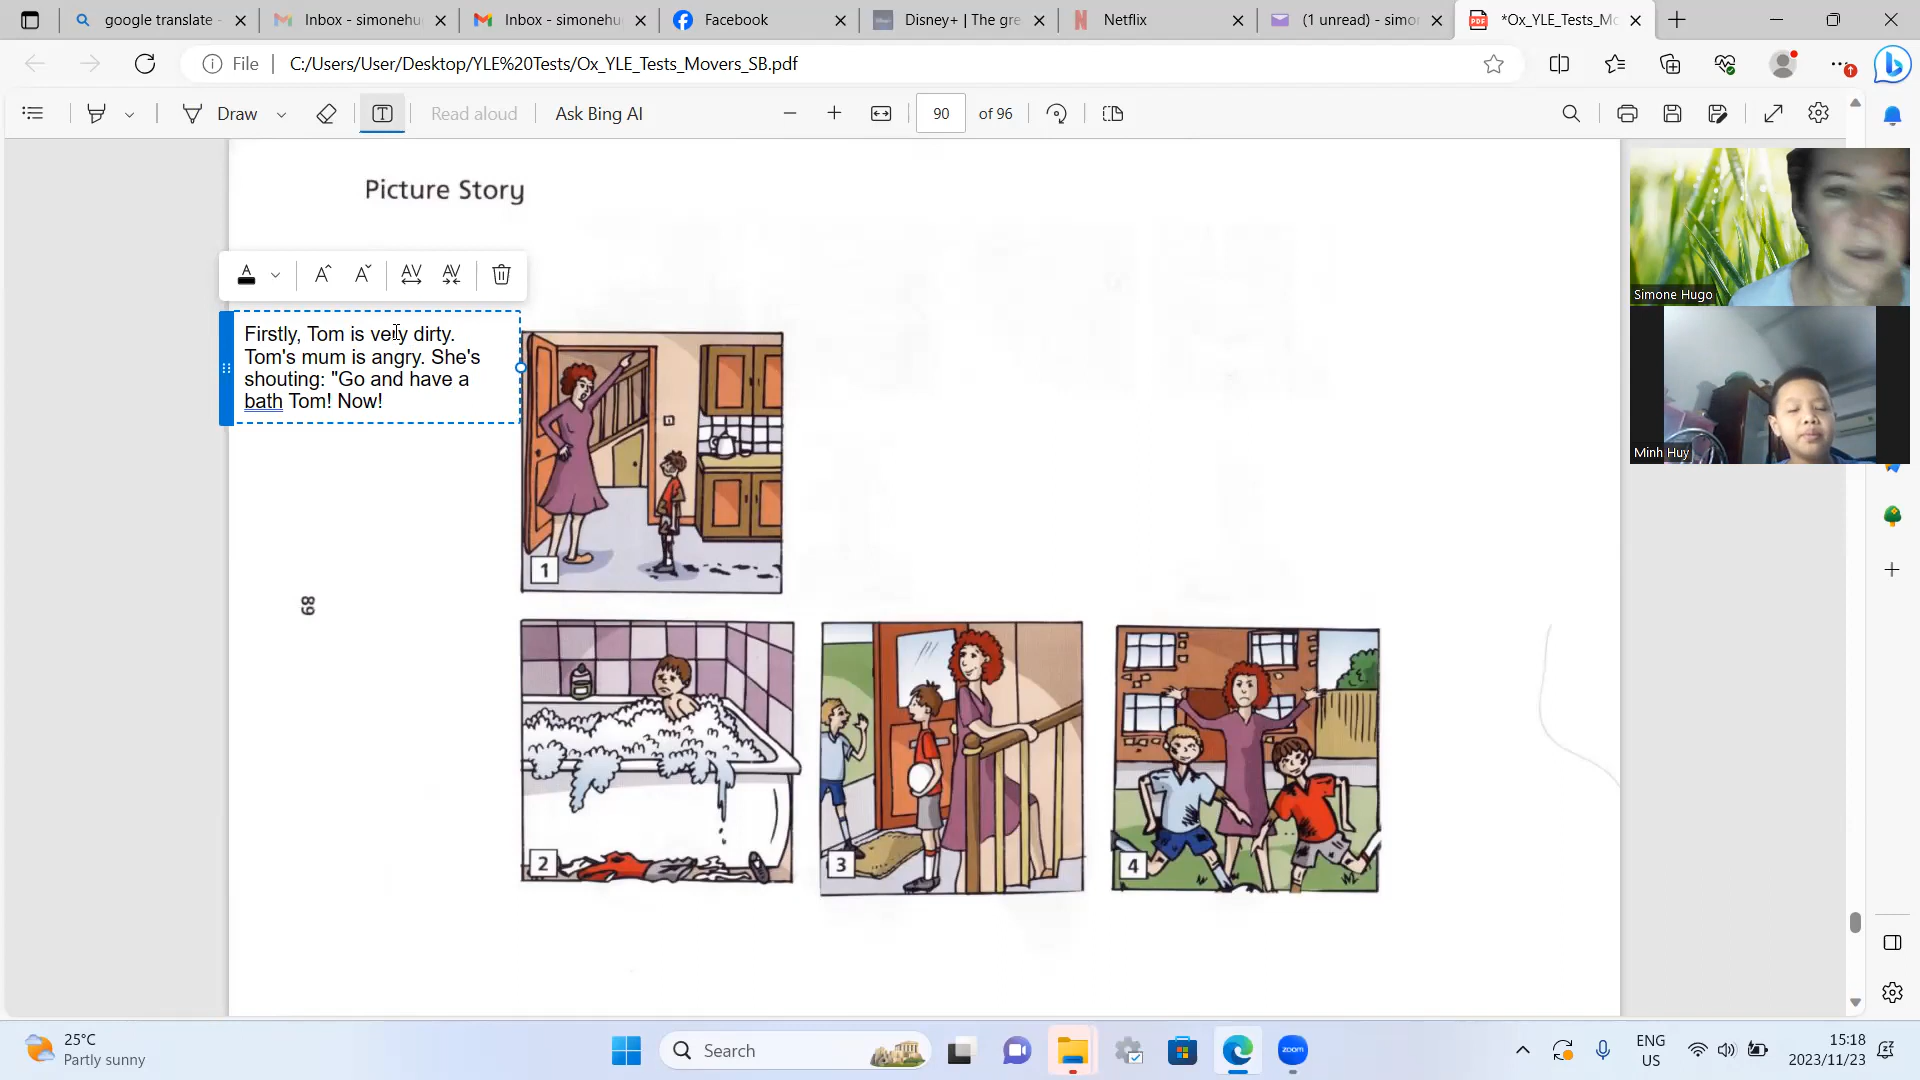 google translate -
Inbox - simonehu
Inbox - simonehu
Facebook
Disney+ | The gre
Netflix
(1 unread) - simon
*Ox_YLE_Tests_Mo
File
C:/Users/User/Desktop/YLE%20Tests/Ox_YLE_Tests_Movers_SB.pdf
Draw
Read aloud
Ask Bing AI
90
of 96
Picture Story
Firstly, Tom is very dirty.
Tom's mum is angry. She's
shouting: "Go and have a
bath Tom! Now!
Simone Hugo
Minh Huy
1
89
2
3
4
25°C
Partly sunny
Search
zoom
ENG
US
15:18
2023/11/23